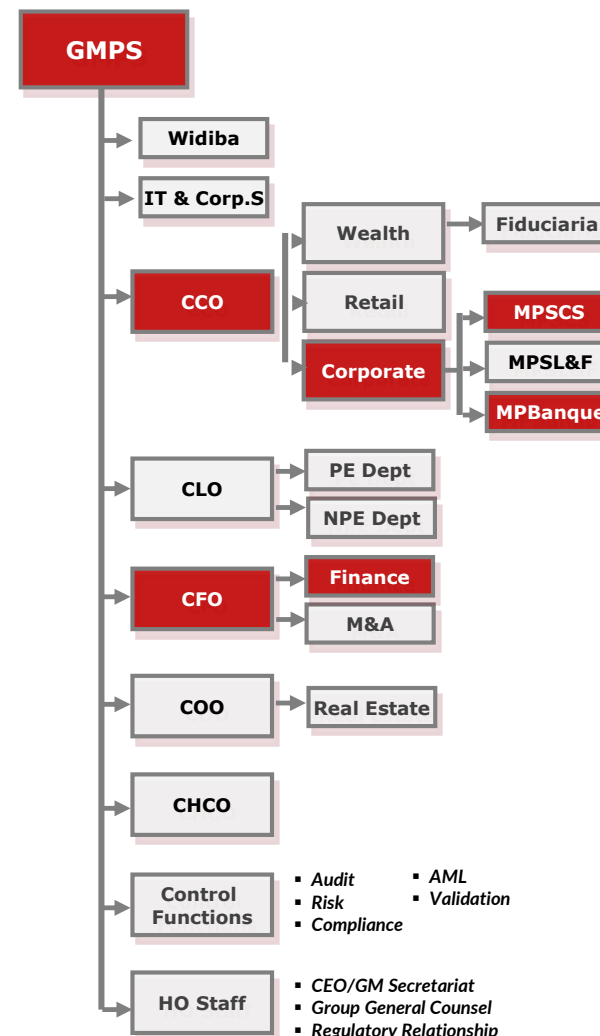 GMPS
Widiba
IT & Corp.S
CCO
Wealth
Fiduciaria
Retail
Corporate
MPSCS
MPSL&F
MPBanque
CLO
PE Dept
NPE Dept
CFO
Finance
M&A
COO
Real Estate
CHCO
Control
Functions
▪ Audit
▪ Risk
▪ Compliance
▪ AML
▪ Validation
HO Staff
▪ CEO/GM Secretariat
▪ Group General Counsel
▪ Regulatory Relationship